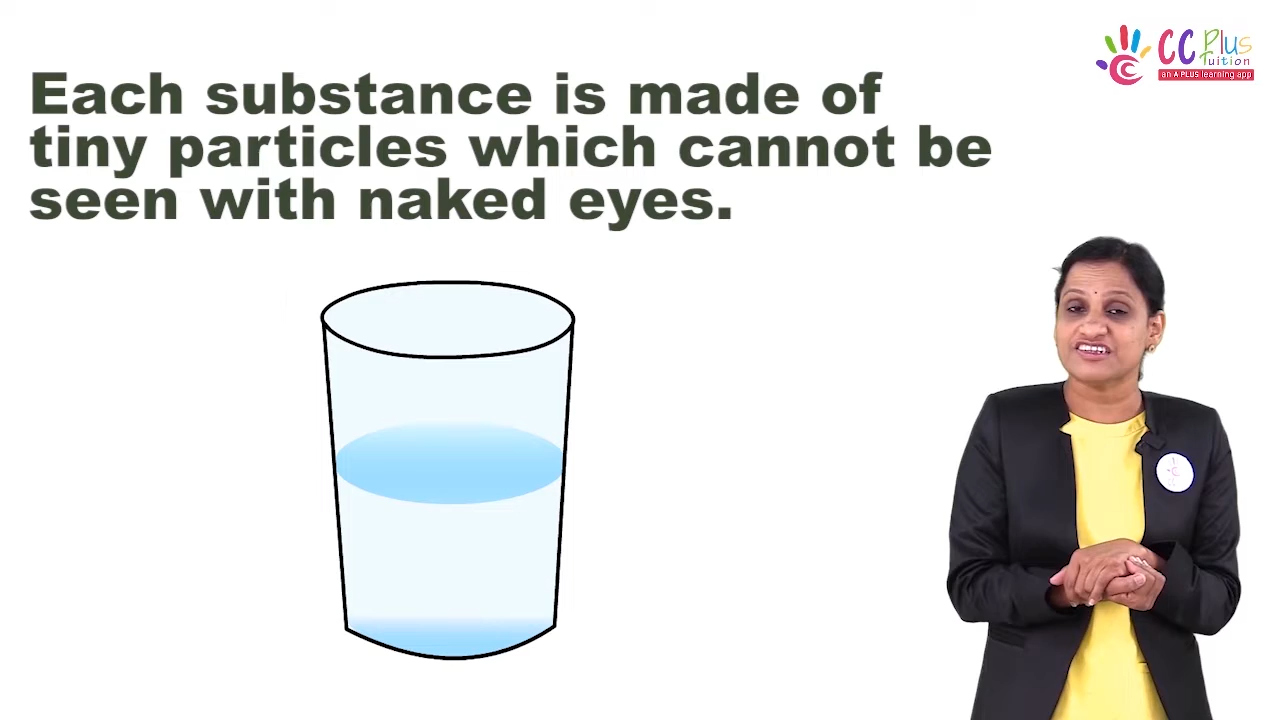 Each substance is made of
tiny particles which cannot be
seen with naked eyes.
CC Plus
Tuition
an A PLUS learning app